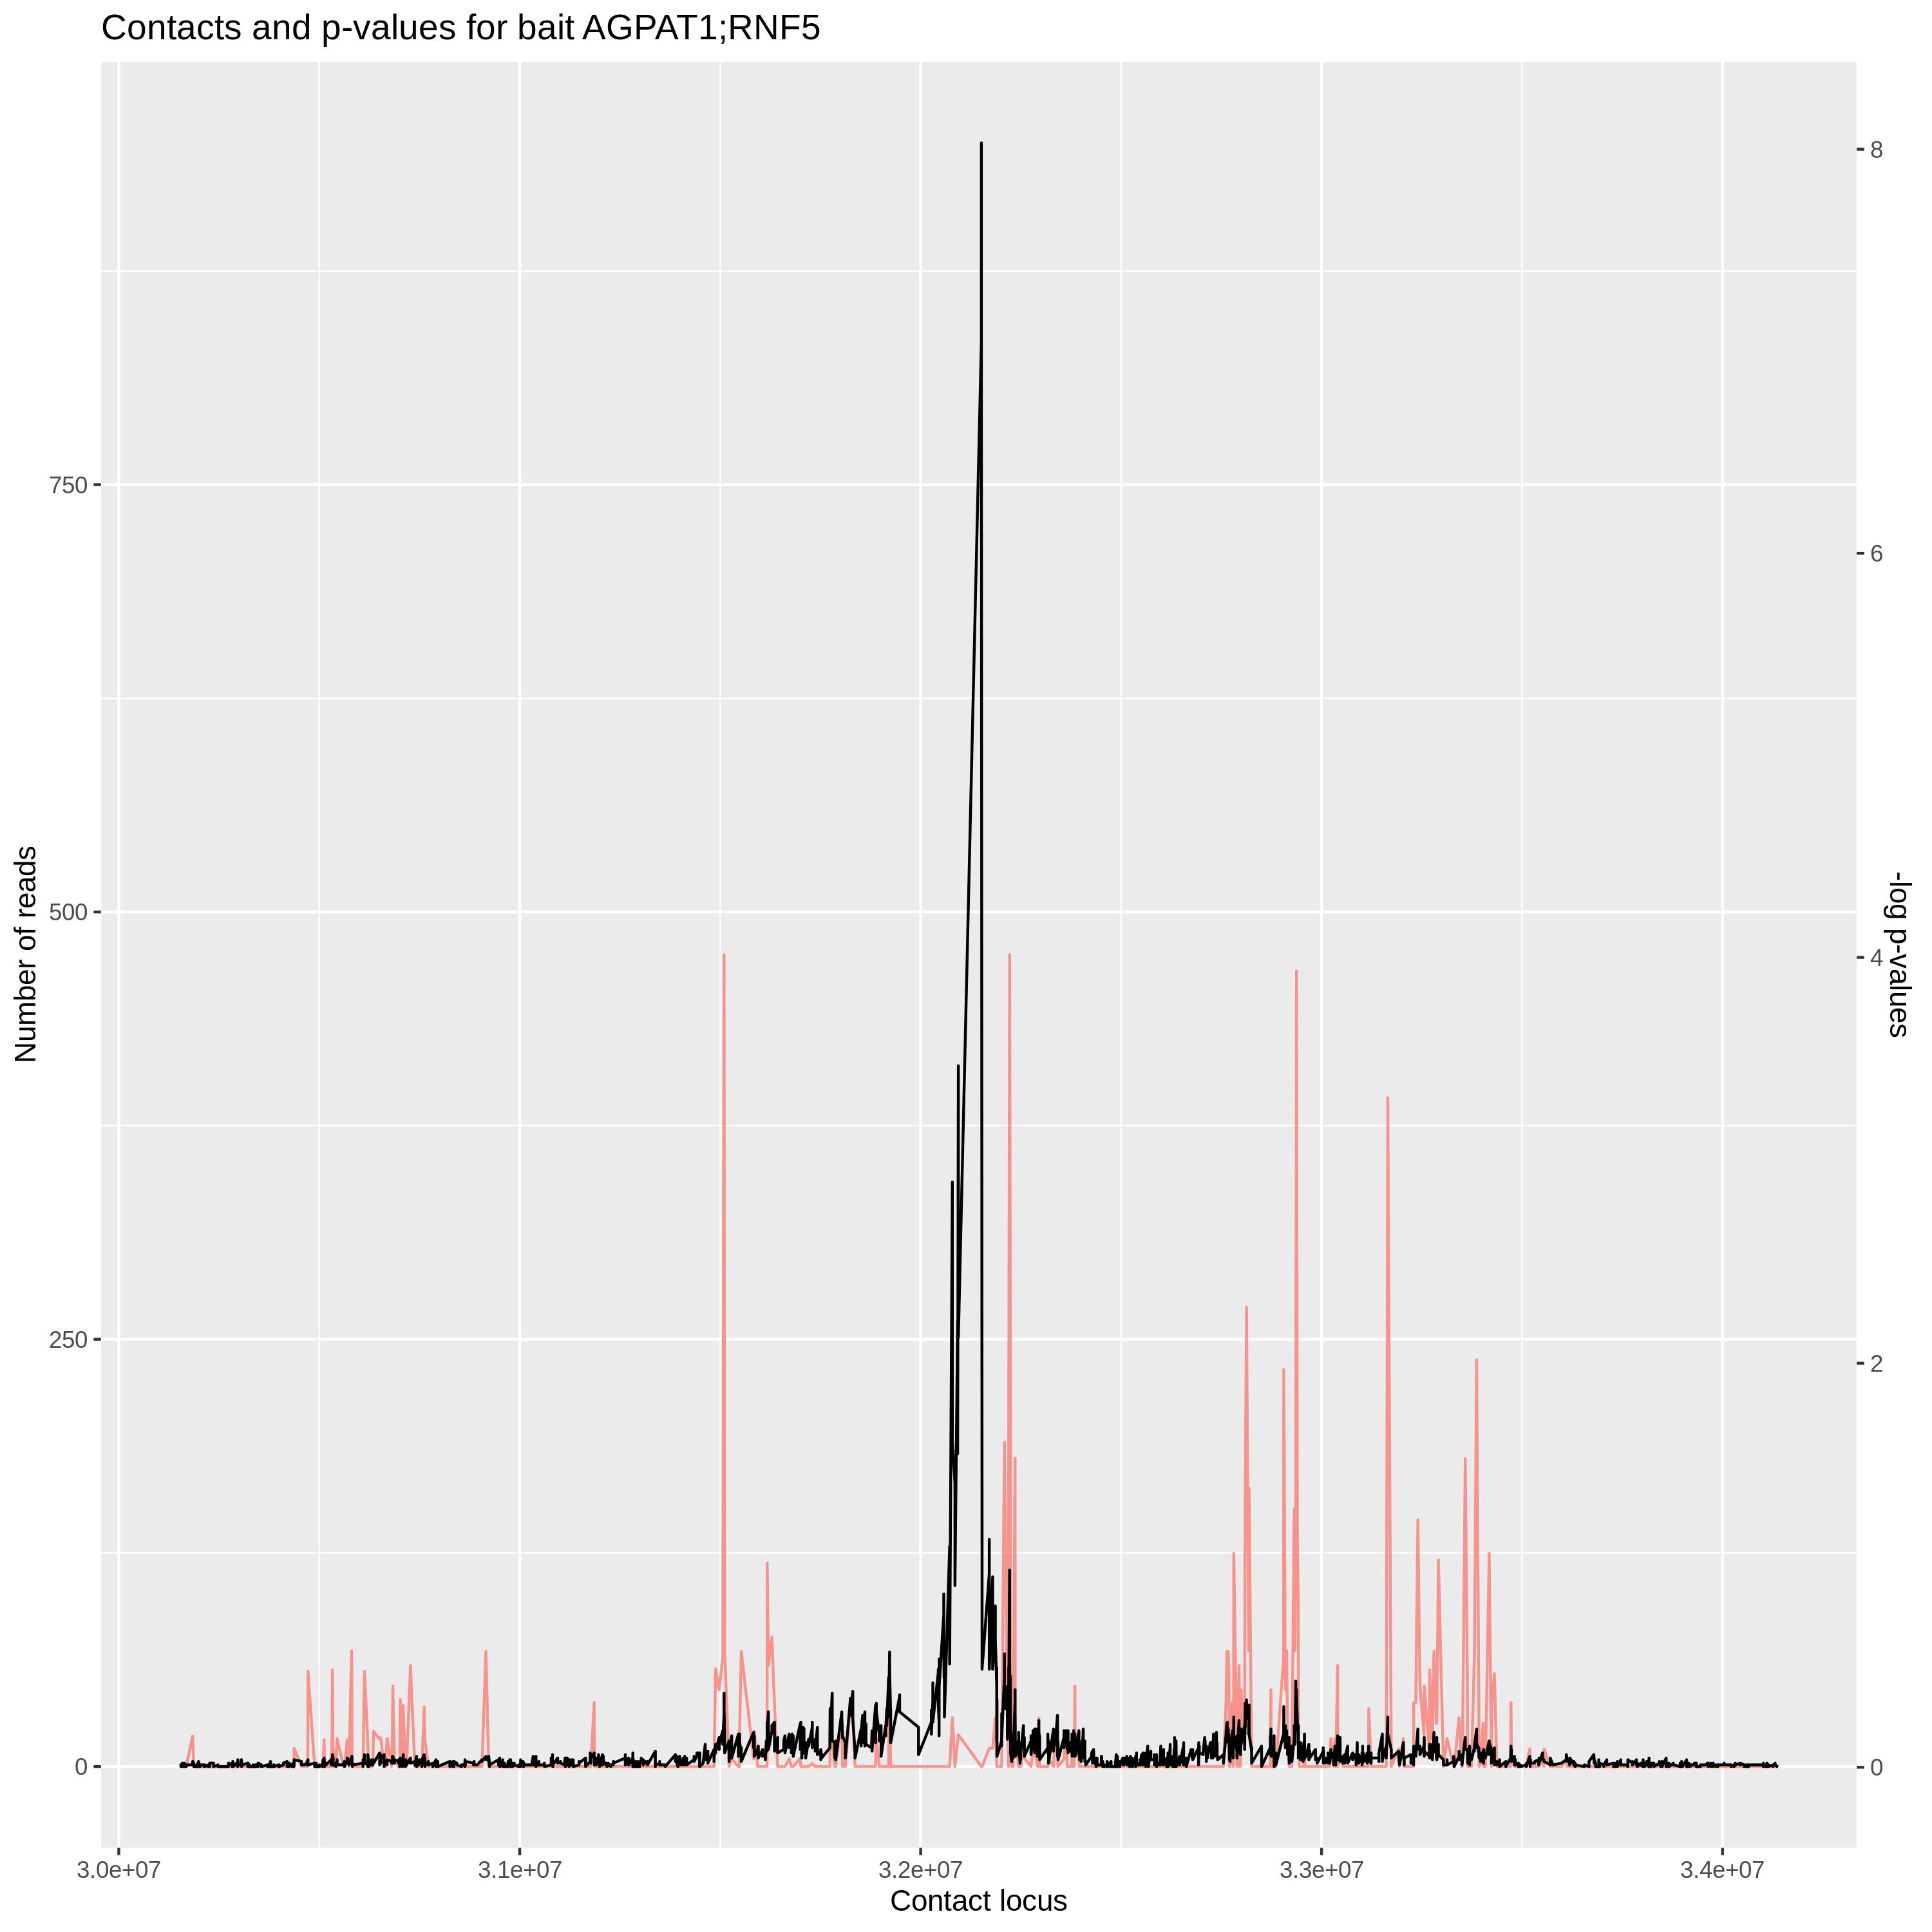 Contacts and p-values for bait AGPAT1;RNF5
8
750
6
Number of reads
500
-log p-values
4
250
2
0
0
3.0e+07 3.1e+07 3.2e+07 3.3e+07 3.4e+07
Contact locus